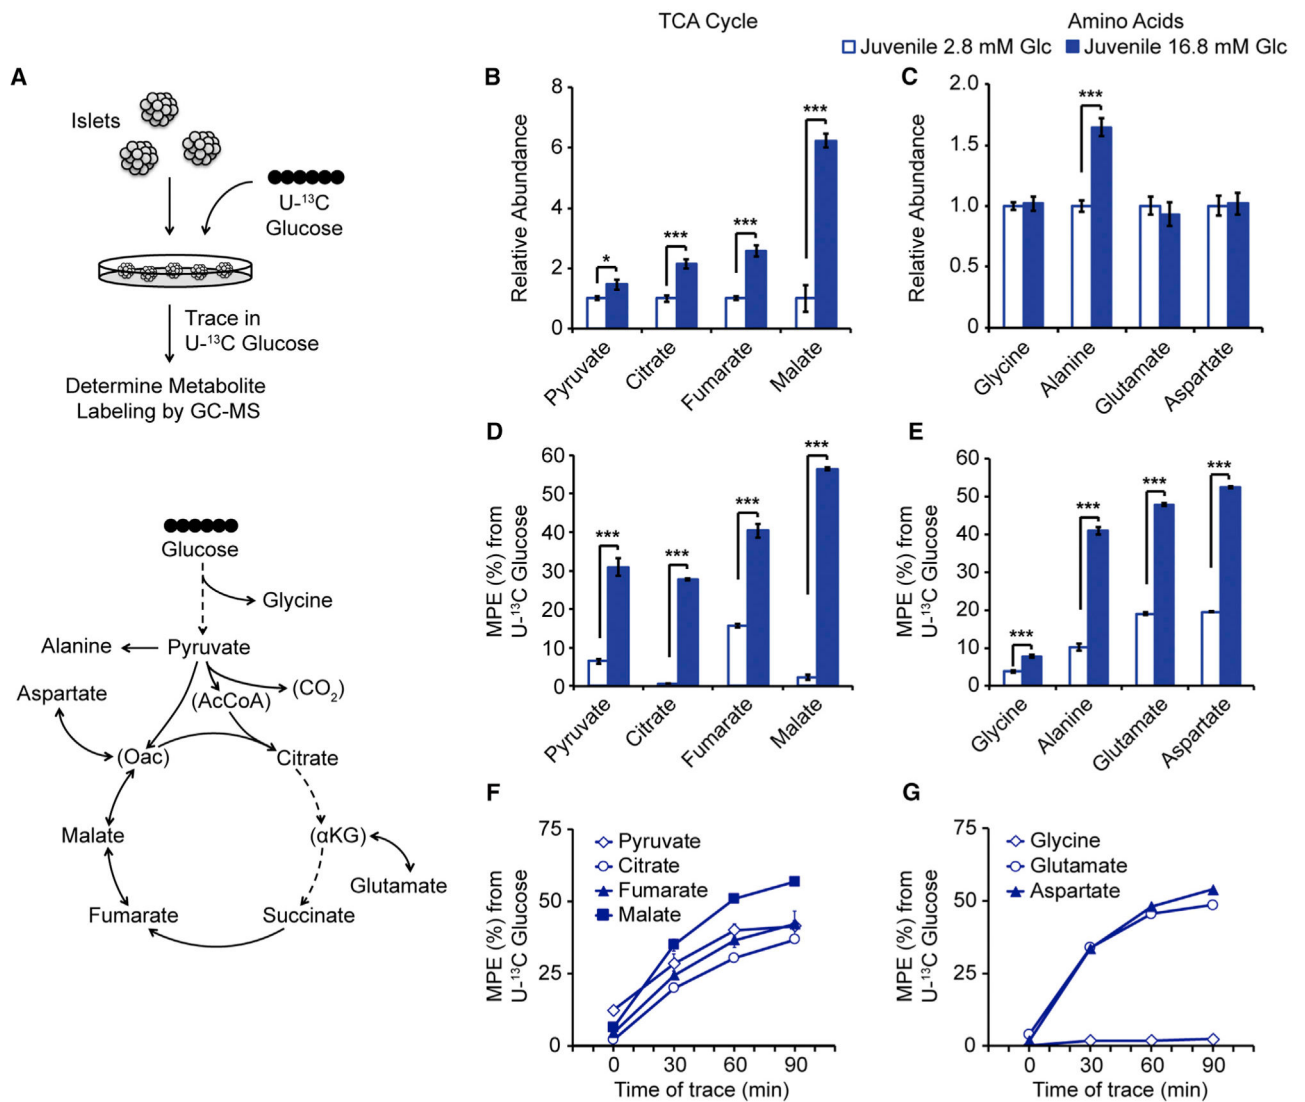 TCA Cycle
Amino Acids
Juvenile 2.8 mM Glc
Juvenile 16.8 mM Glc
A
Islets
U-¹³C
Glucose
Trace in
U-¹³C Glucose
Determine Metabolite
Labeling by GC-MS
Glucose
Glycine
Alanine
Pyruvate
Aspartate
(AcCoA)
(CO₂)
(Oac)
Citrate
Malate
(αKG)
Glutamate
Fumarate
Succinate
B
Relative Abundance
8
6
4
2
0
*
***
***
***
Pyruvate
Citrate
Fumarate
Malate
C
Relative Abundance
2.0
1.5
1.0
0.5
0
***
Glycine
Alanine
Glutamate
Aspartate
D
MPE (%) from
U-¹³C Glucose
60
50
40
30
20
10
0
***
***
***
***
Pyruvate
Citrate
Fumarate
Malate
E
MPE (%) from
U-¹³C Glucose
60
50
40
30
20
10
0
***
***
***
***
Glycine
Alanine
Glutamate
Aspartate
F
MPE (%) from
U-¹³C Glucose
75
50
25
0
Pyruvate
Citrate
Fumarate
Malate
0 30 60 90
Time of trace (min)
G
MPE (%) from
U-¹³C Glucose
75
50
25
0
Glycine
Glutamate
Aspartate
0 30 60 90
Time of trace (min)